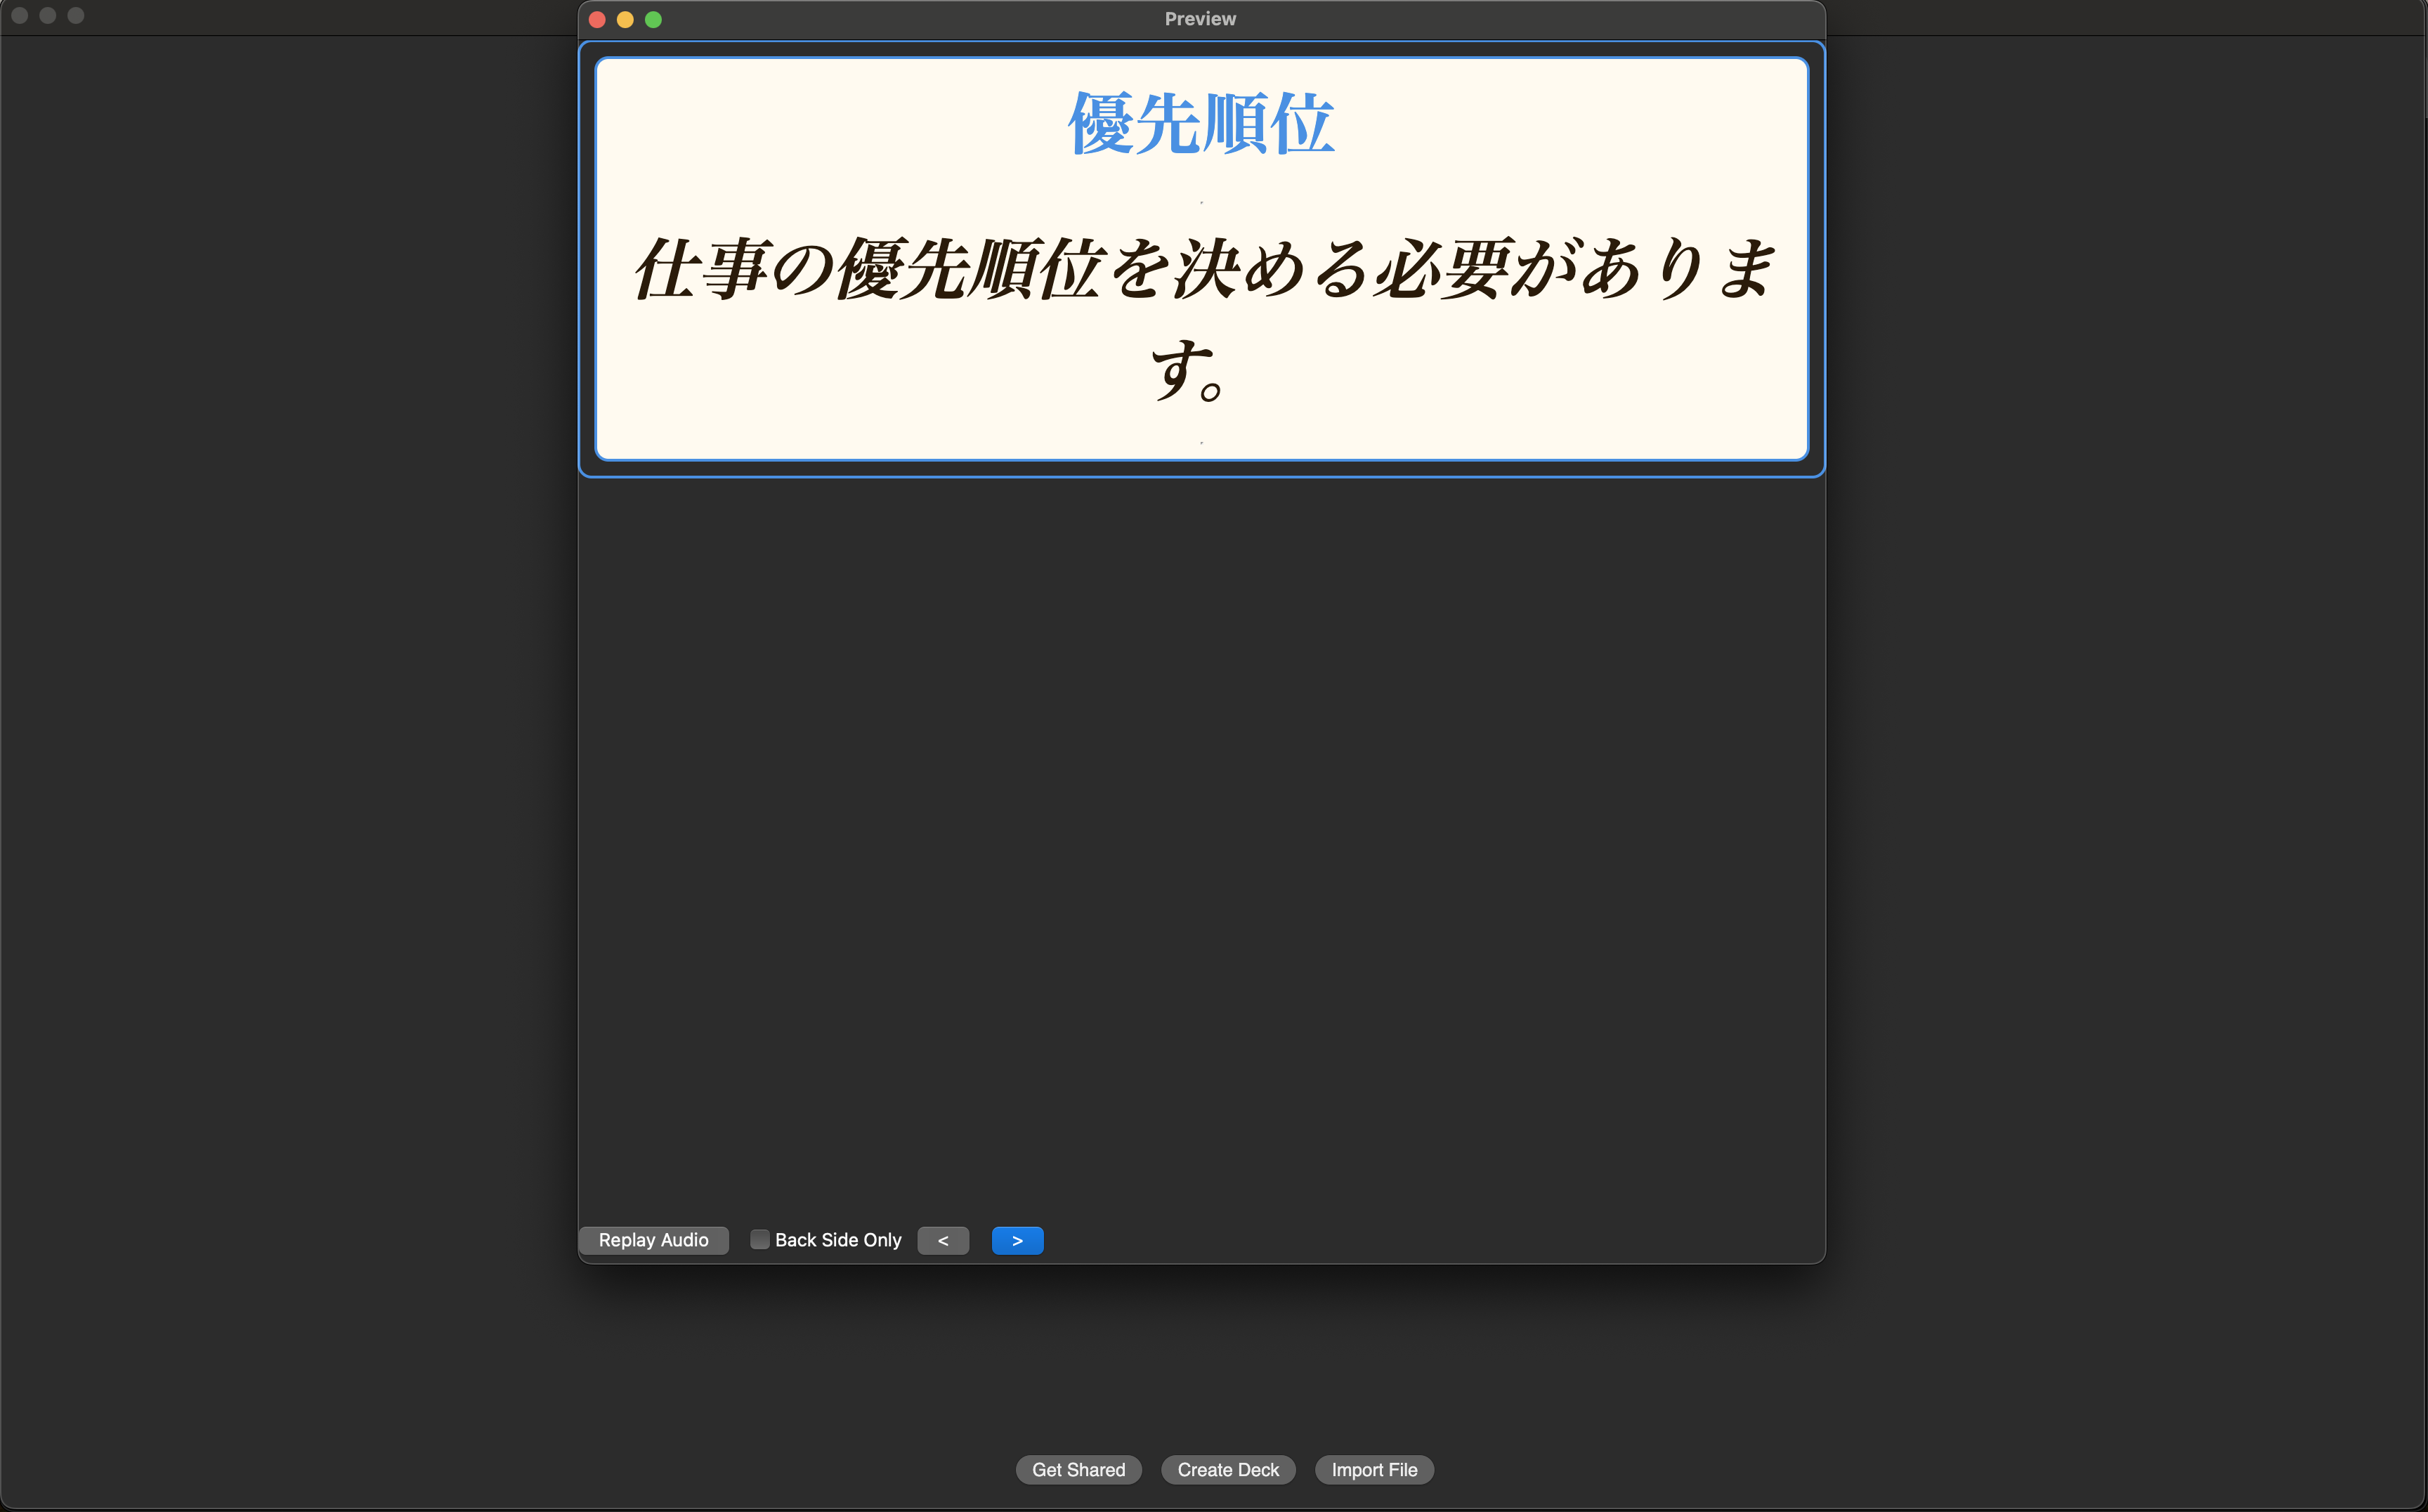 Preview
優先順位
仕事の優先順位を決める必要がありま
す。
Replay Audio
Back Side Only
<
>
Get Shared
Create Deck
Import File